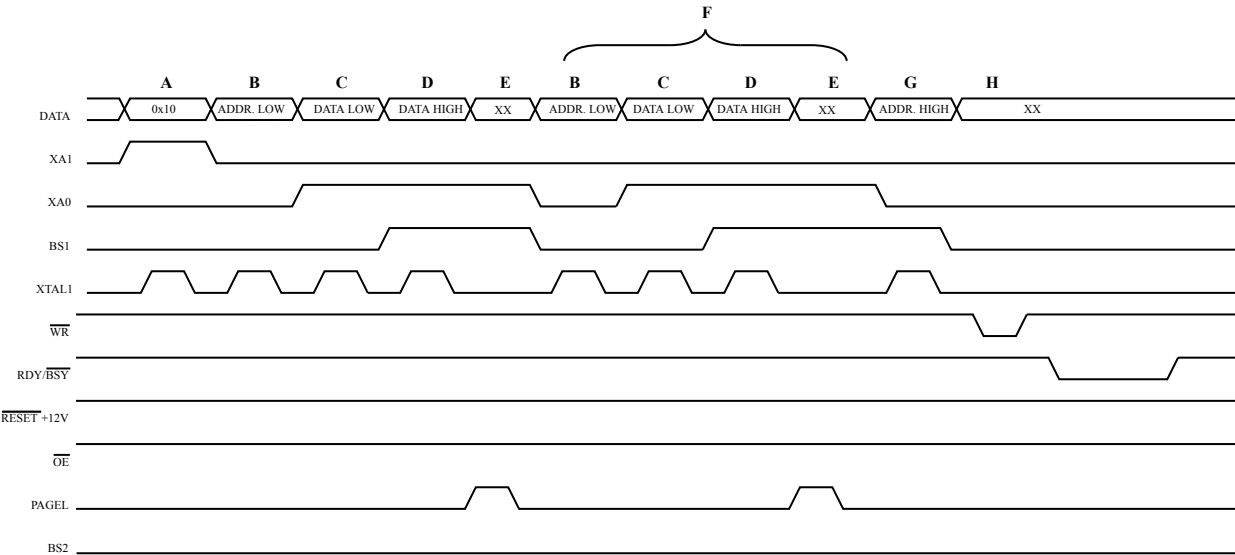 F
A B C D E B C D E G H
DATA 0x10 ADDR. LOW DATA LOW DATA HIGH XX ADDR. LOW DATA LOW DATA HIGH XX ADDR. HIGH XX
XA1
XA0
BS1
XTAL1
WR
RDY/BSY
RESET +12V
OE
PAGEL
BS2